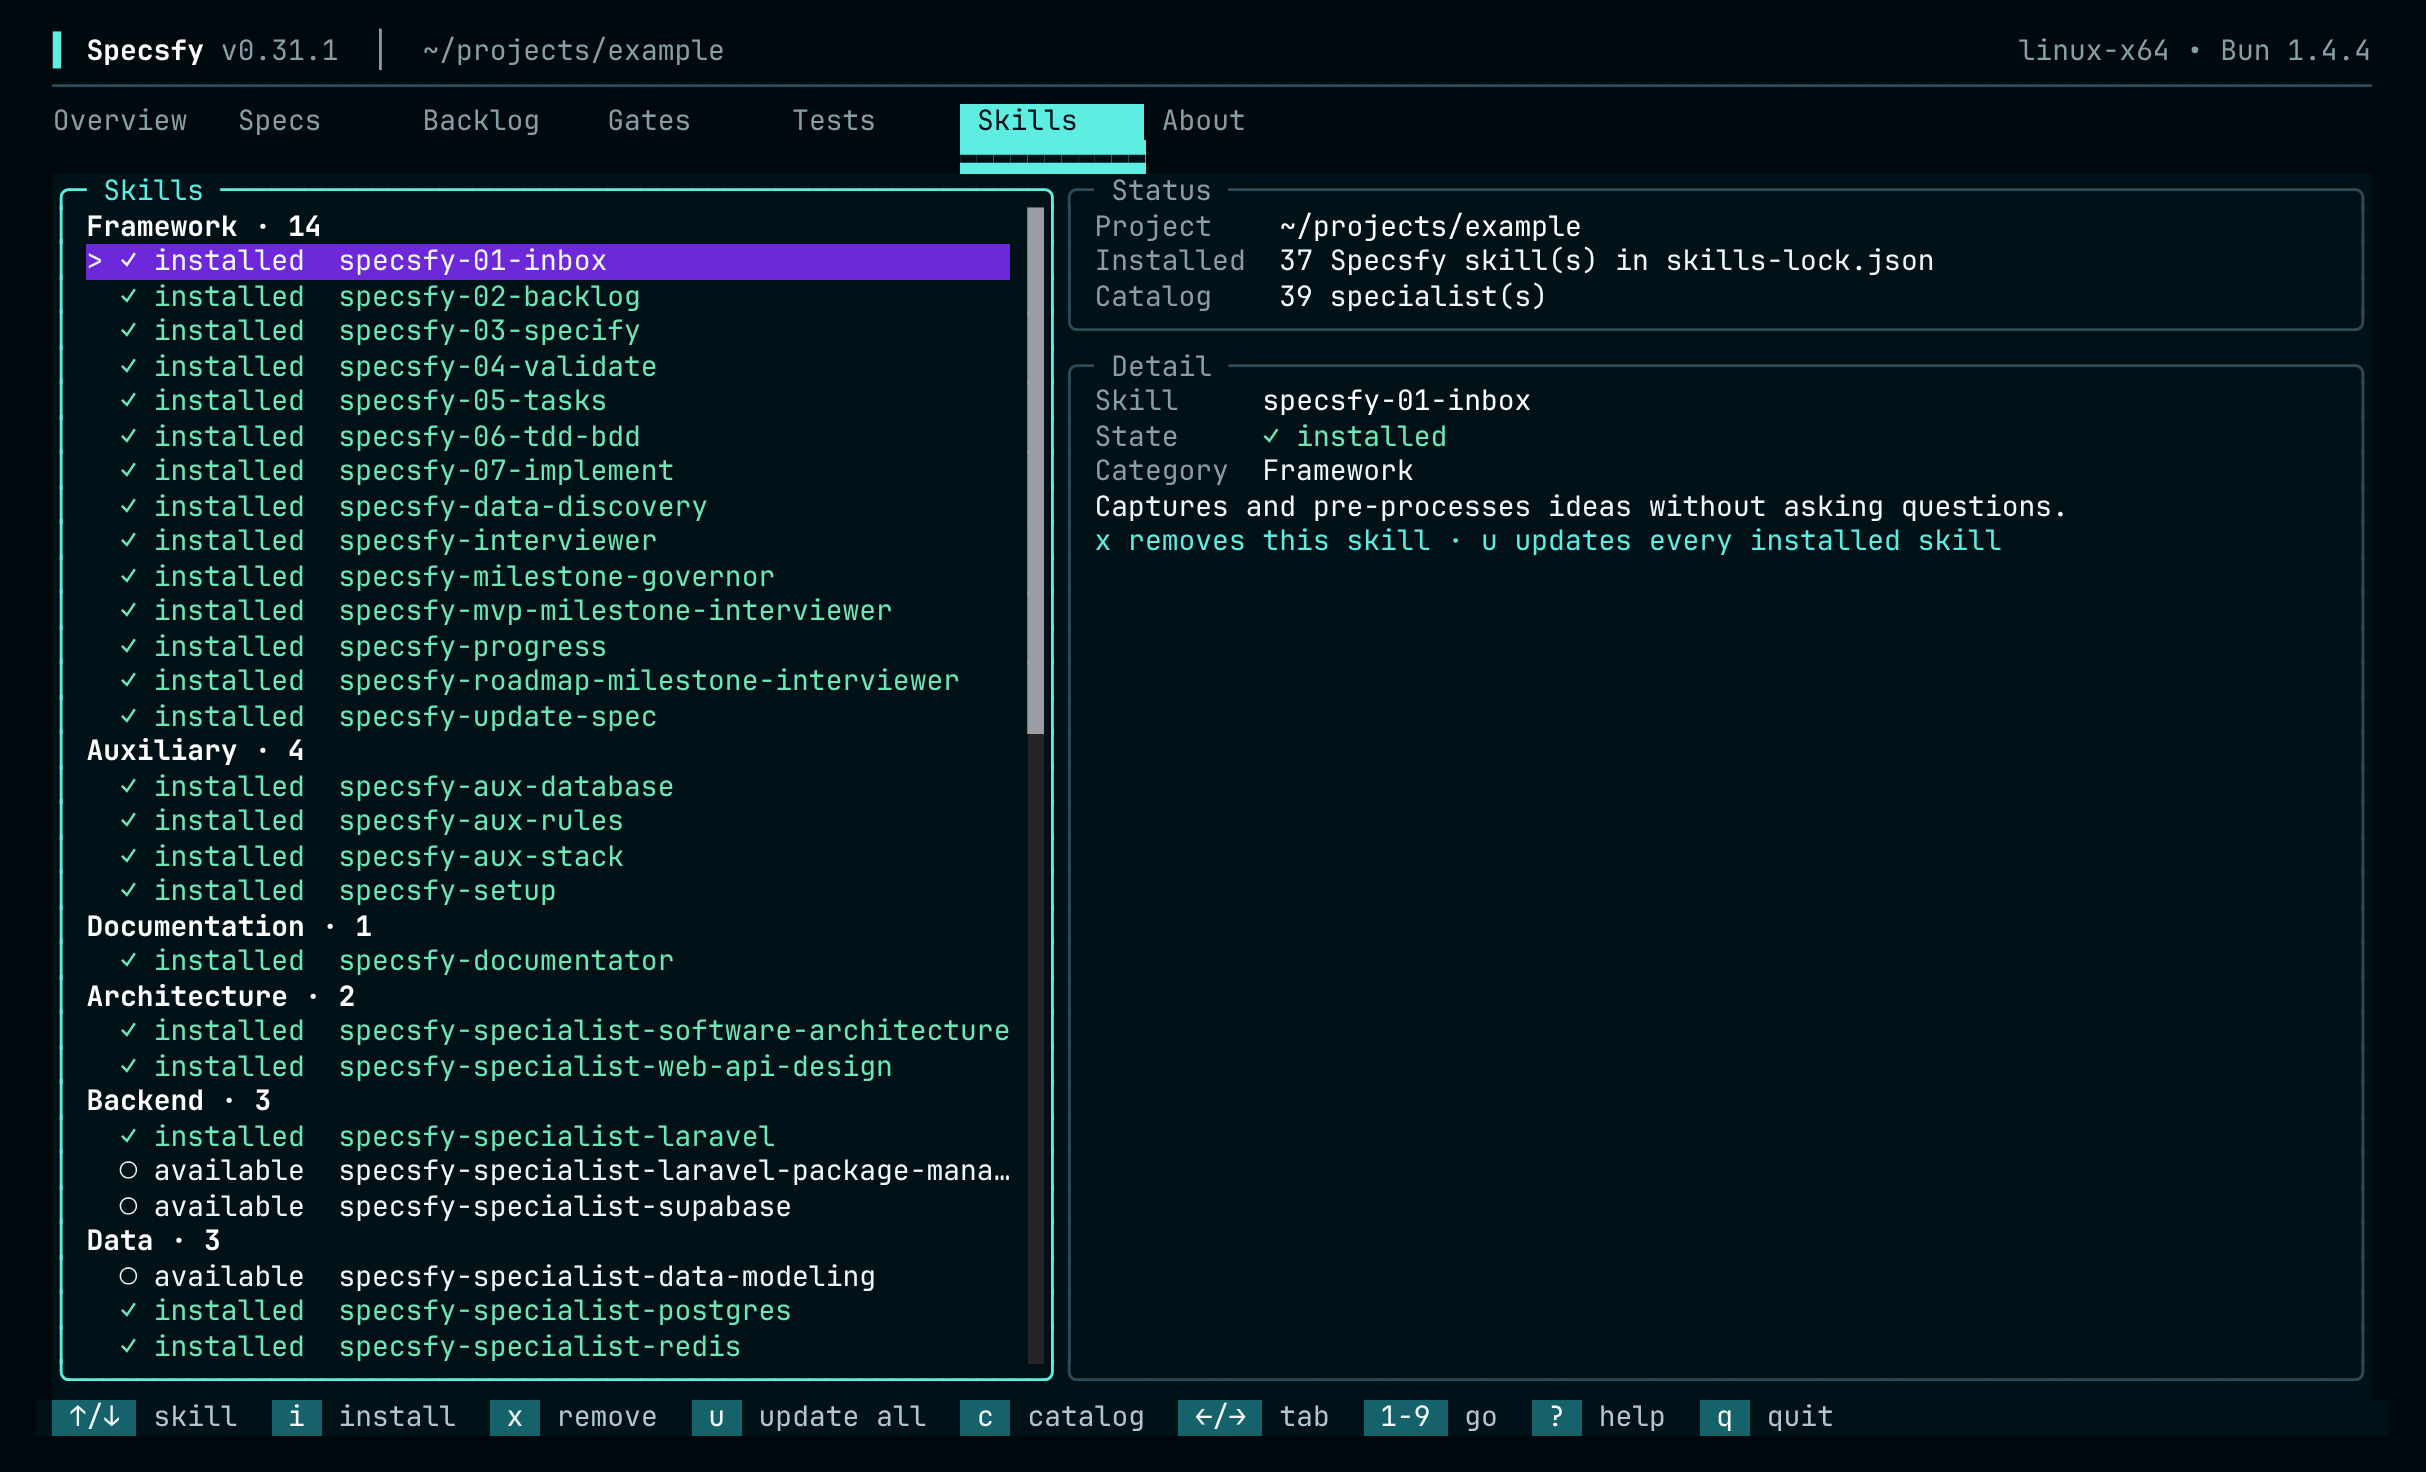 Specsfy v0.31.1 │ ~/projects/example linux-x64 • Bun 1.4.4
Overview Specs Backlog Gates Tests Skills About
Skills
Framework · 14
> ✓ installed specsfy-01-inbox
✓ installed specsfy-02-backlog
✓ installed specsfy-03-specify
✓ installed specsfy-04-validate
✓ installed specsfy-05-tasks
✓ installed specsfy-06-tdd-bdd
✓ installed specsfy-07-implement
✓ installed specsfy-data-discovery
✓ installed specsfy-interviewer
✓ installed specsfy-milestone-governor
✓ installed specsfy-mvp-milestone-interviewer
✓ installed specsfy-progress
✓ installed specsfy-roadmap-milestone-interviewer
✓ installed specsfy-update-spec
Auxiliary · 4
✓ installed specsfy-aux-database
✓ installed specsfy-aux-rules
✓ installed specsfy-aux-stack
✓ installed specsfy-setup
Documentation · 1
✓ installed specsfy-documentator
Architecture · 2
✓ installed specsfy-specialist-software-architecture
✓ installed specsfy-specialist-web-api-design
Backend · 3
✓ installed specsfy-specialist-laravel
○ available specsfy-specialist-laravel-package-mana…
○ available specsfy-specialist-supabase
Data · 3
○ available specsfy-specialist-data-modeling
✓ installed specsfy-specialist-postgres
✓ installed specsfy-specialist-redis
Status
Project ~/projects/example
Installed 37 Specsfy skill(s) in skills-lock.json
Catalog 39 specialist(s)
Detail
Skill specsfy-01-inbox
State ✓ installed
Category Framework
Captures and pre-processes ideas without asking questions.
x removes this skill · u updates every installed skill
↑/↓ skill i install x remove u update all c catalog ←/→ tab 1-9 go ? help q quit